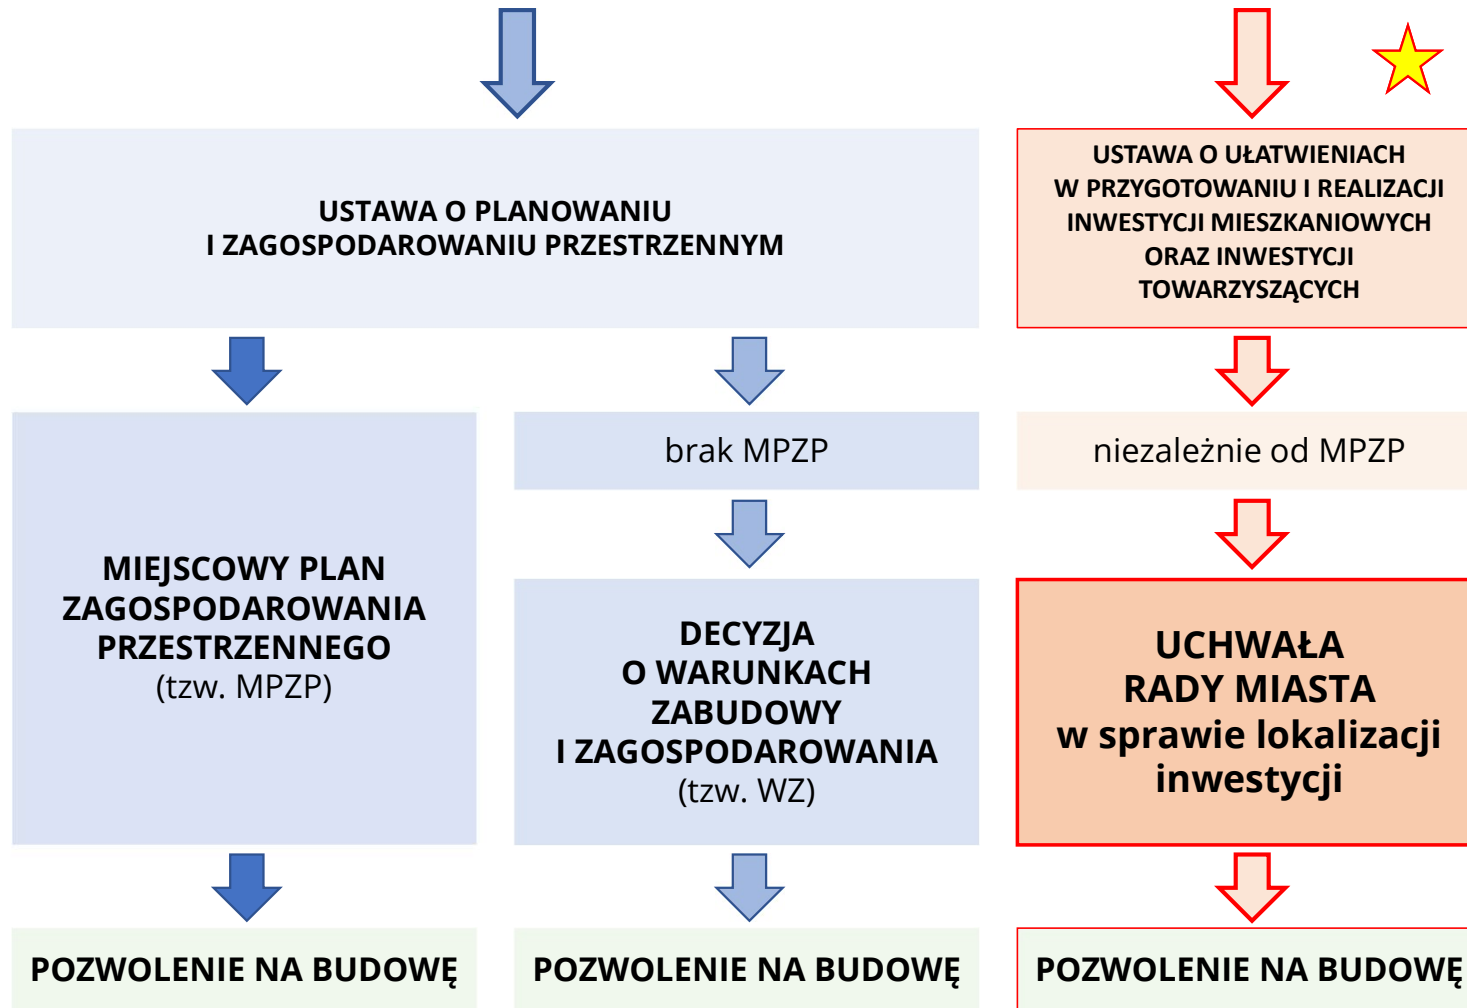 USTAWA O PLANOWANIU
I ZAGOSPODAROWANIU PRZESTRZENNYM
USTAWA O UŁATWIENIACH
W PRZYGOTOWANIU I REALIZACJI
INWESTYCJI MIESZKANIOWYCH
ORAZ INWESTYCJI
TOWARZYSZĄCYCH
MIEJSCOWY PLAN
ZAGOSPODAROWANIA
PRZESTRZENNEGO
(tzw. MPZP)
brak MPZP
DECYZJA
O WARUNKACH
ZABUDOWY
I ZAGOSPODAROWANIA
(tzw. WZ)
niezależnie od MPZP
UCHWAŁA
RADY MIASTA
w sprawie lokalizacji
inwestycji
POZWOLENIE NA BUDOWĘ
POZWOLENIE NA BUDOWĘ
POZWOLENIE NA BUDOWĘ